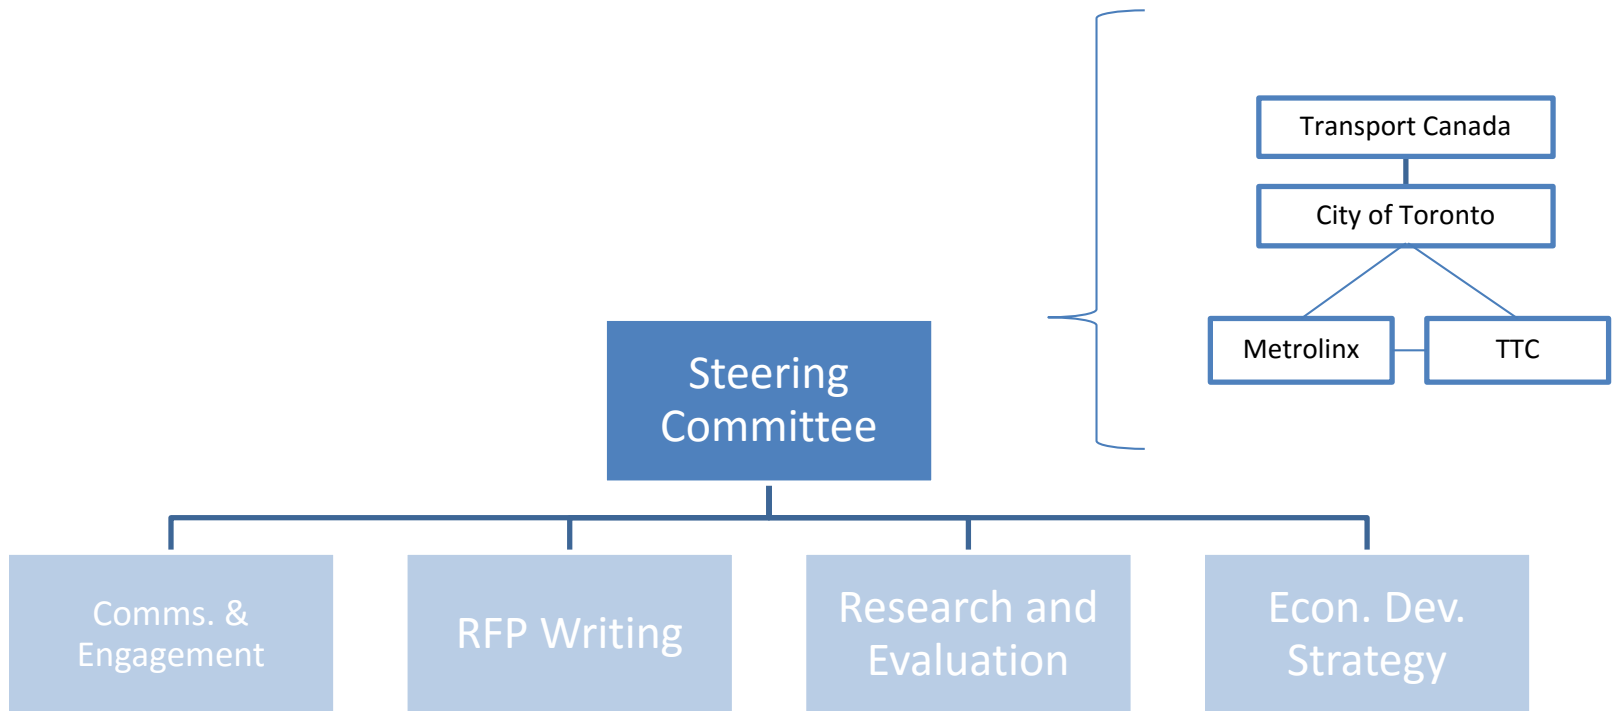 Transport Canada
City of Toronto
Metrolinx
TTC
Steering
Committee
Comms. &
Engagement
RFP Writing
Research and
Evaluation
Econ. Dev.
Strategy